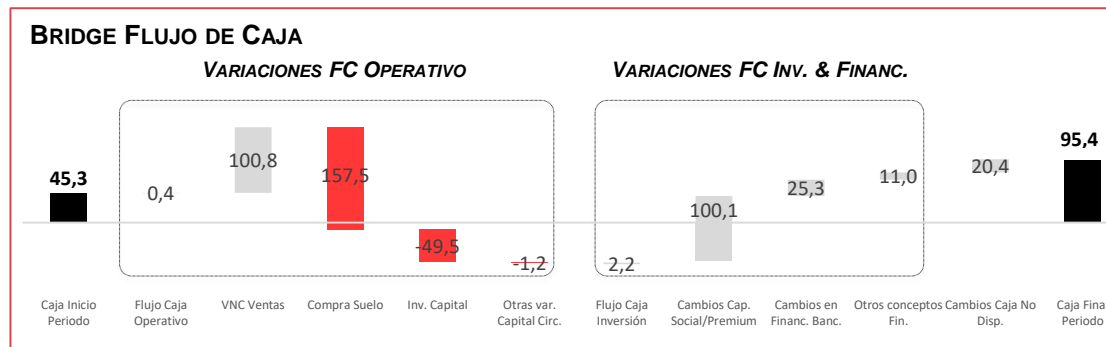 BRIDGE FLUJO DE CAJA
VARIACIONES FC OPERATIVO
VARIACIONES FC INV. & FINANC.
45,3
0,4
100,8
157,5
-49,5
-1,2
2,2
100,1
25,3
11,0
20,4
95,4
Caja Inicio
Periodo
Flujo Caja
Operativo
VNC Ventas
Compra Suelo
Inv. Capital
Otras var.
Capital Circ.
Flujo Caja
Inversión
Cambios Cap.
Social/Premium
Cambios en
Financ. Banc.
Otros conceptos
Fin.
Cambios Caja No
Disp.
Caja Fina
Periodo